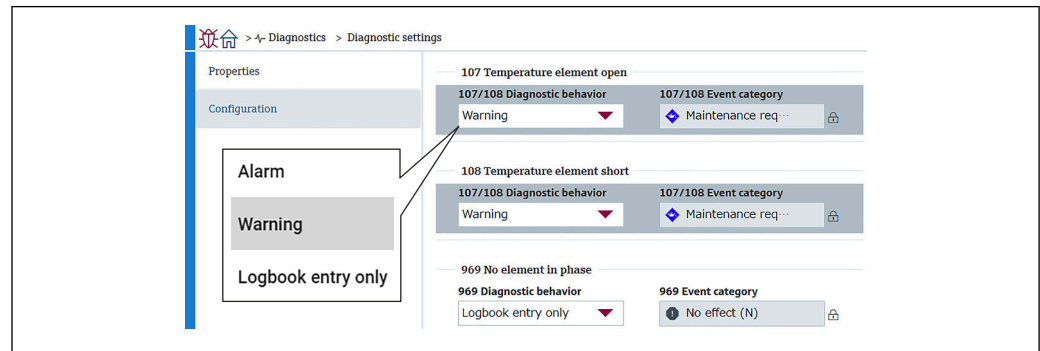 > Diagnostics > Diagnostic settings
Properties
Configuration
Alarm
Warning
Logbook entry only
107 Temperature element open
107/108 Diagnostic behavior 107/108 Event category
Warning Maintenance req…
108 Temperature element short
107/108 Diagnostic behavior 107/108 Event category
Warning Maintenance req…
969 No element in phase
969 Diagnostic behavior 969 Event category
Logbook entry only No effect (N)